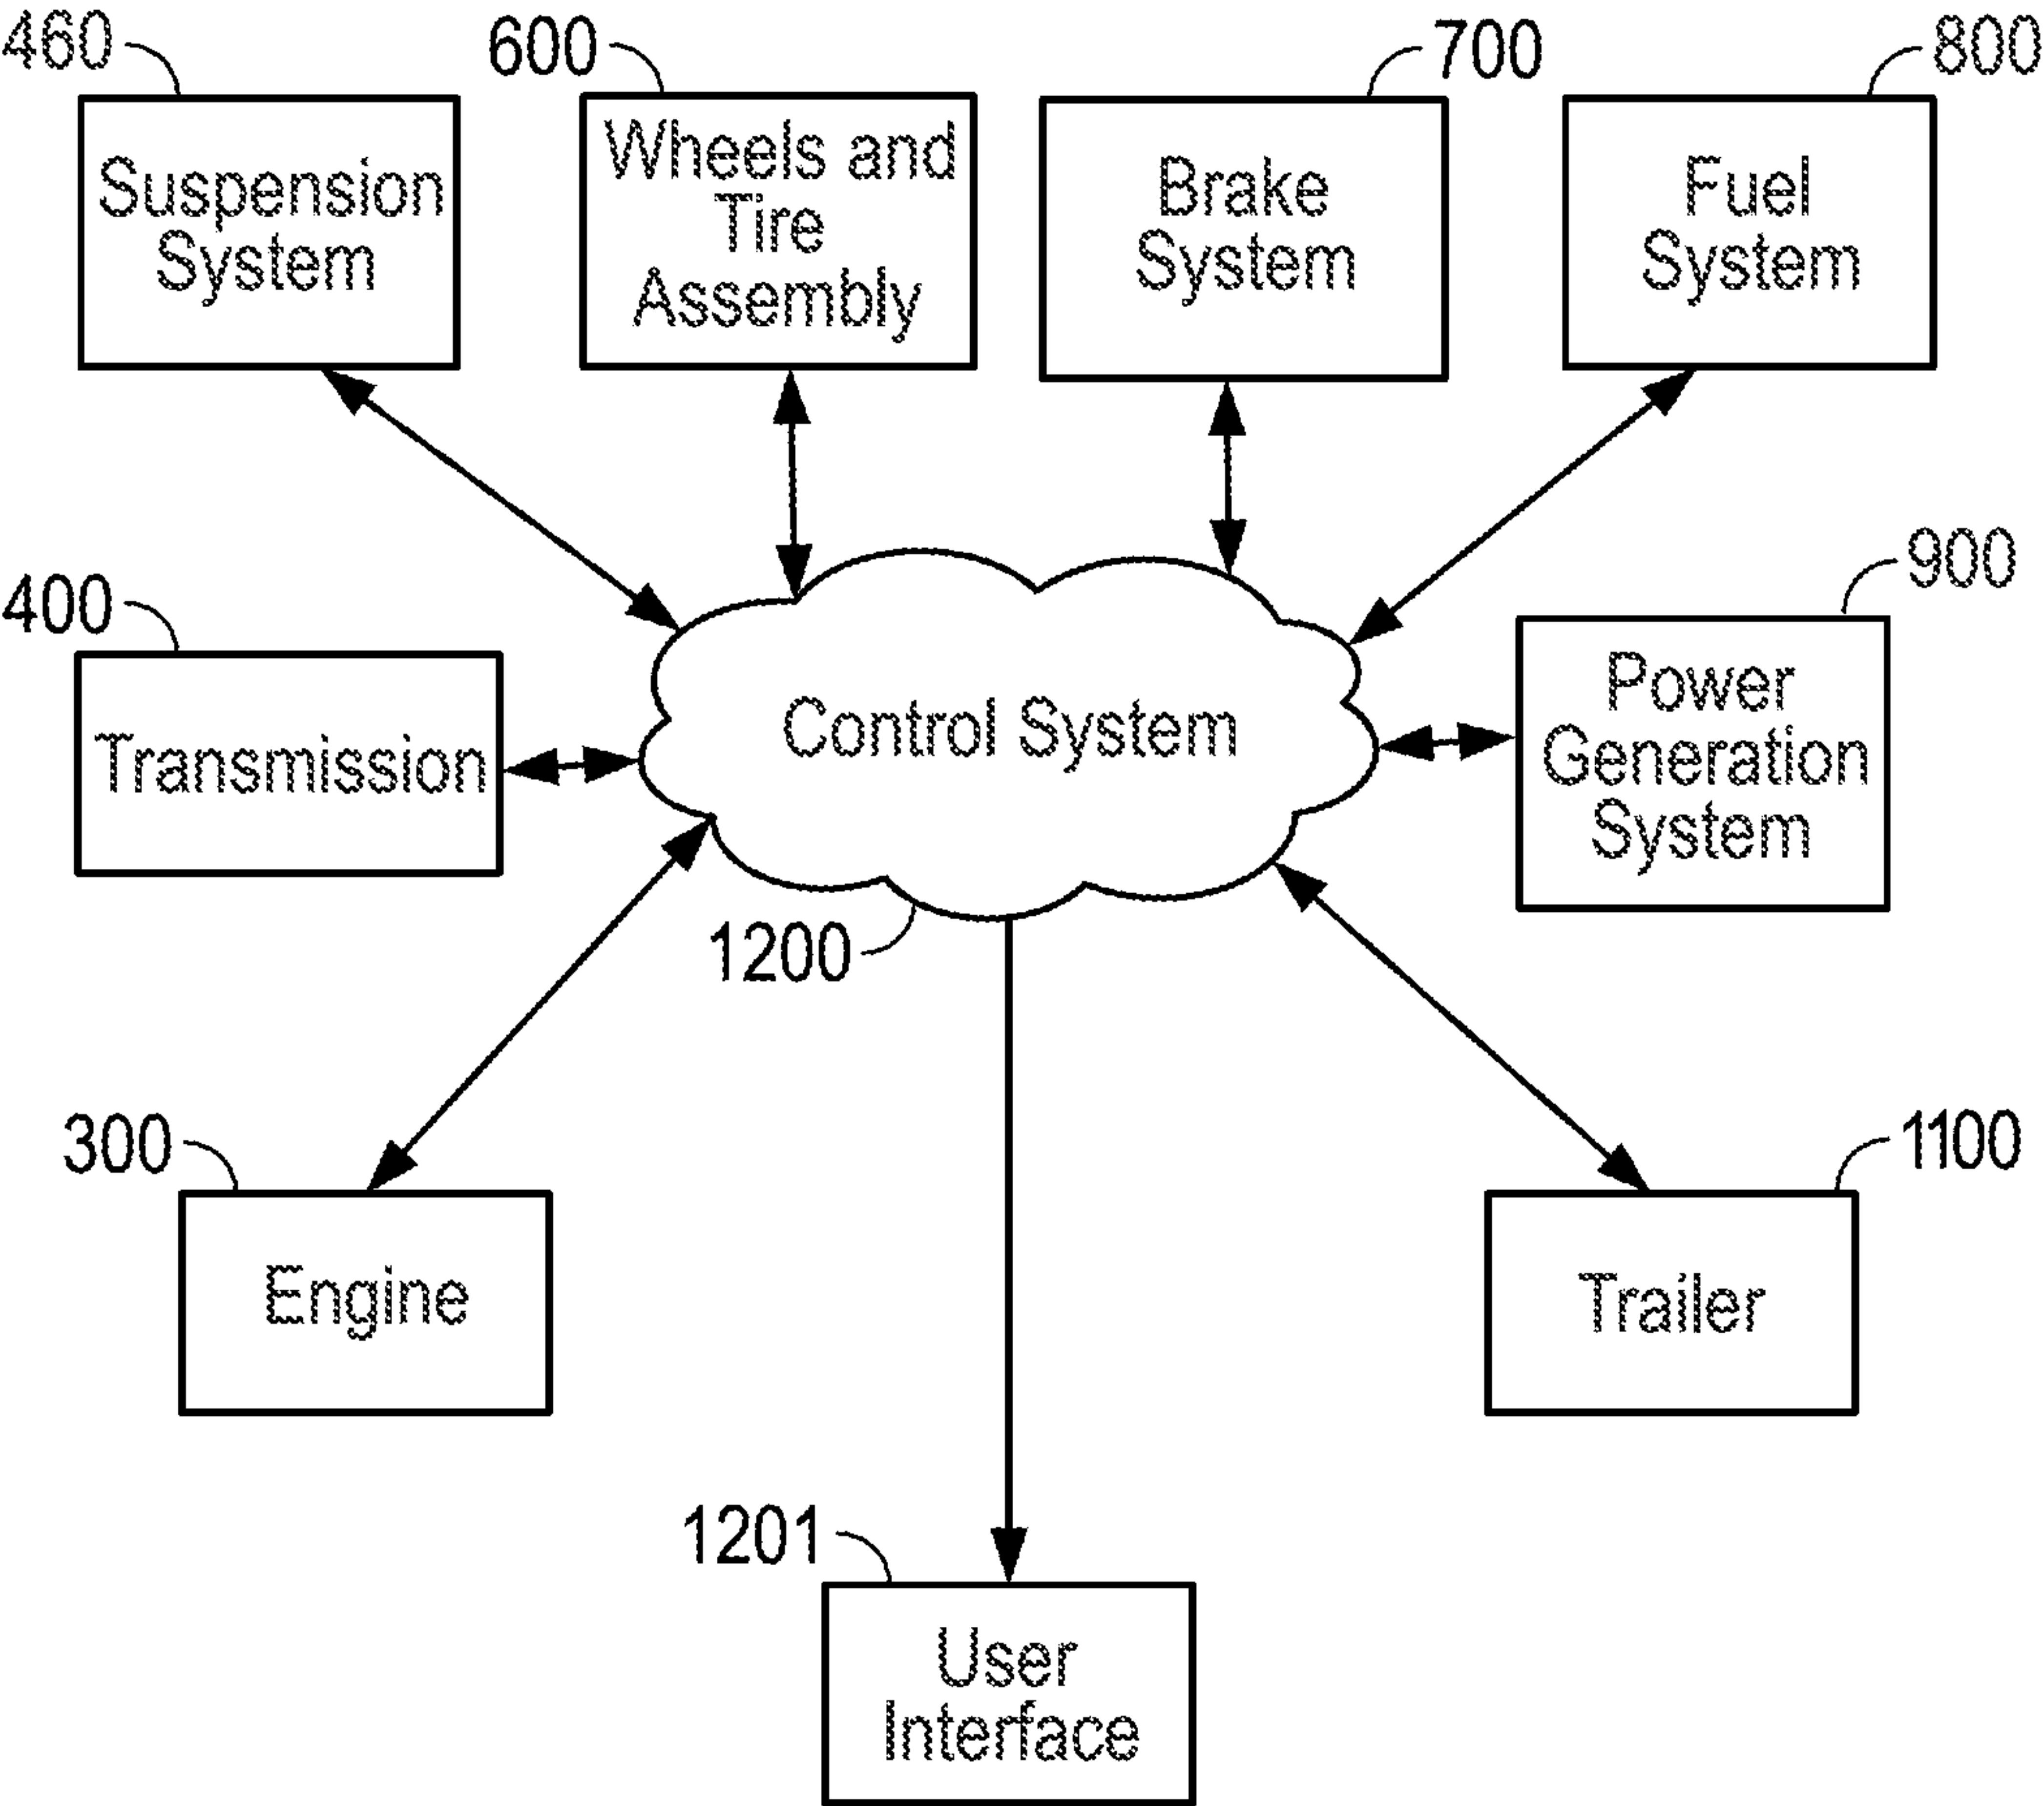 460
600
700
800
Suspension
System
Wheels and
Tire
Assembly
Brake
System
Fuel
System
400
900
Transmission
Control System
Power
Generation
System
1200
300
1100
Engine
Trailer
1201
User
Interface